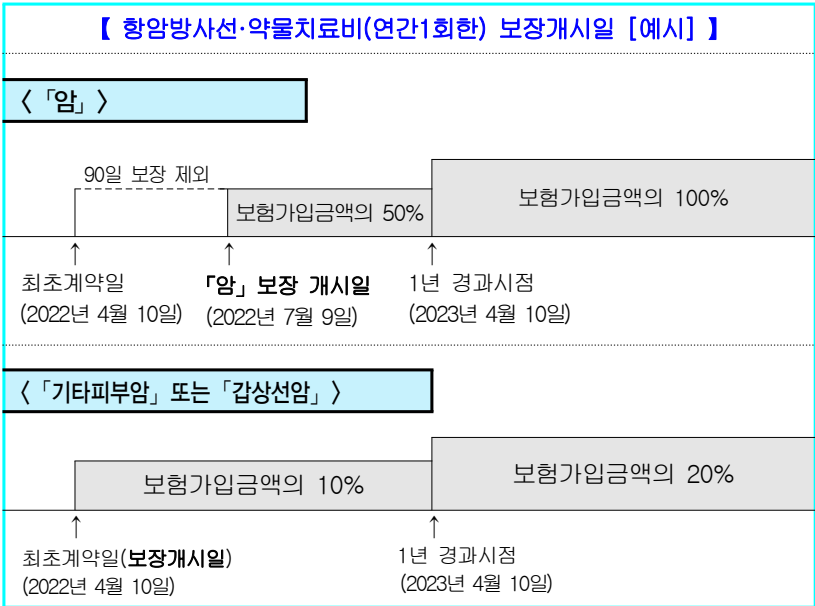 【 항암방사선·약물치료비(연간1회한) 보장개시일 [예시] 】
〈「암」〉
90일 보장 제외
보험가입금액의 50%
보험가입금액의 100%
↑ ↑ ↑
최초계약일 「암」보장 개시일 1년 경과시점
(2022년 4월 10일) (2022년 7월 9일) (2023년 4월 10일)
〈「기타피부암」또는「갑상선암」〉
보험가입금액의 10%
보험가입금액의 20%
↑ ↑
최초계약일(보장개시일) 1년 경과시점
(2022년 4월 10일) (2023년 4월 10일)